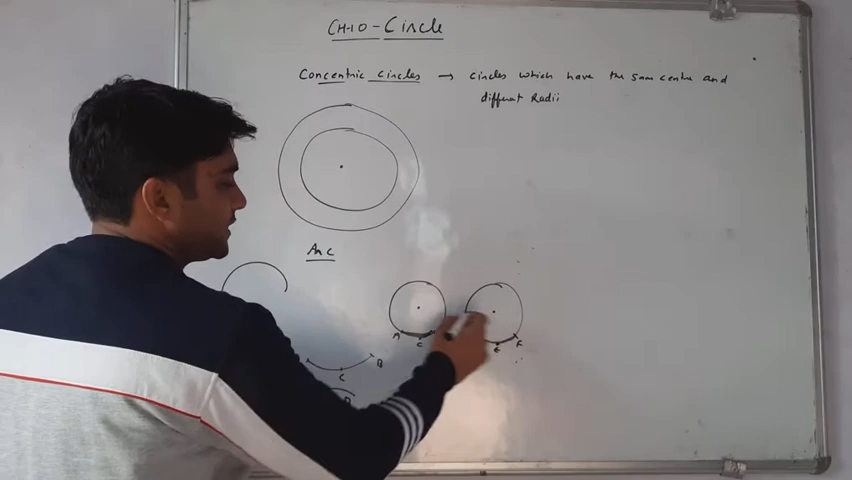 CH-10 - Circle
Concentric circles → circles which have the same centre and
different Radii
Arc
A
C
E
F
C
B